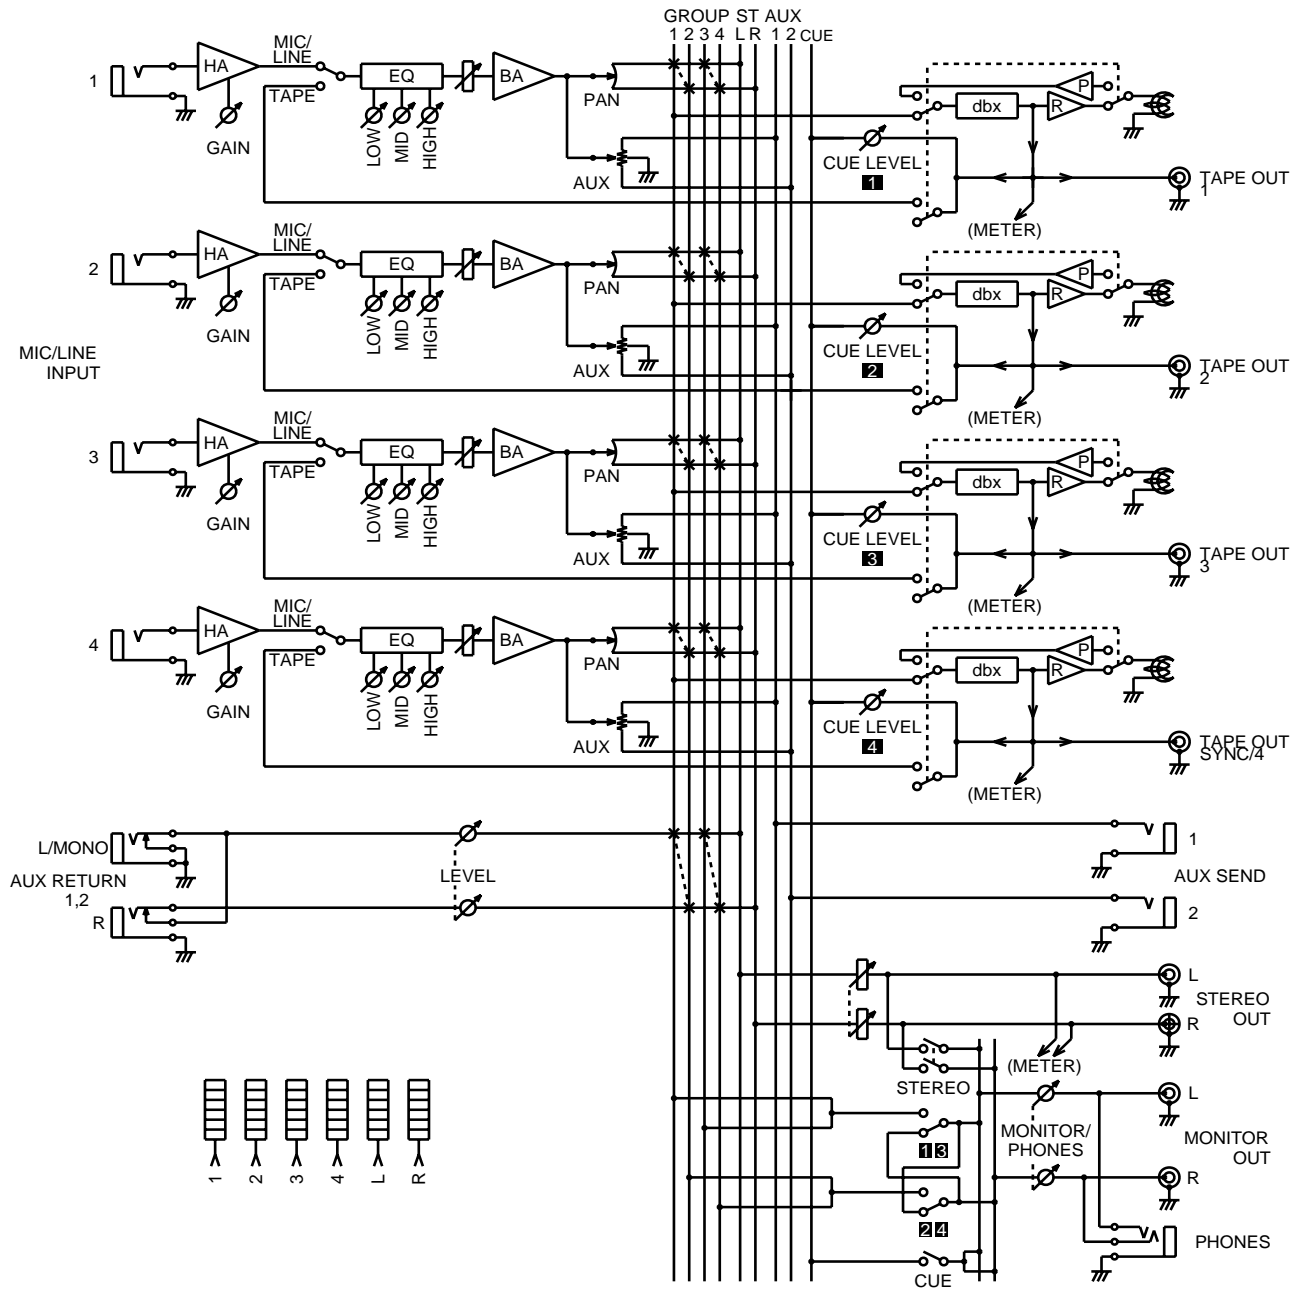 GROUP ST AUX
1 2 3 4 L R 1 2 CUE
1
HA
GAIN
MIC/
LINE
TAPE
EQ
LOW
MID
HIGH
BA
PAN
AUX
CUE LEVEL
1
dbx
P
R
(METER)
TAPE OUT
1
2
HA
GAIN
MIC/
LINE
TAPE
EQ
LOW
MID
HIGH
BA
PAN
AUX
CUE LEVEL
2
dbx
P
R
(METER)
TAPE OUT
2
MIC/LINE
INPUT
3
HA
GAIN
MIC/
LINE
TAPE
EQ
LOW
MID
HIGH
BA
PAN
AUX
CUE LEVEL
3
dbx
P
R
(METER)
TAPE OUT
3
4
HA
GAIN
MIC/
LINE
TAPE
EQ
LOW
MID
HIGH
BA
PAN
AUX
CUE LEVEL
4
dbx
P
R
(METER)
TAPE OUT
SYNC/4
L/MONO
AUX RETURN
1,2
R
LEVEL
1
AUX SEND
2
L
STEREO
OUT
R
(METER)
STEREO
L
MONITOR
OUT
R
MONITOR/
PHONES
1 3
2 4
CUE
PHONES
1
2
3
4
L
R